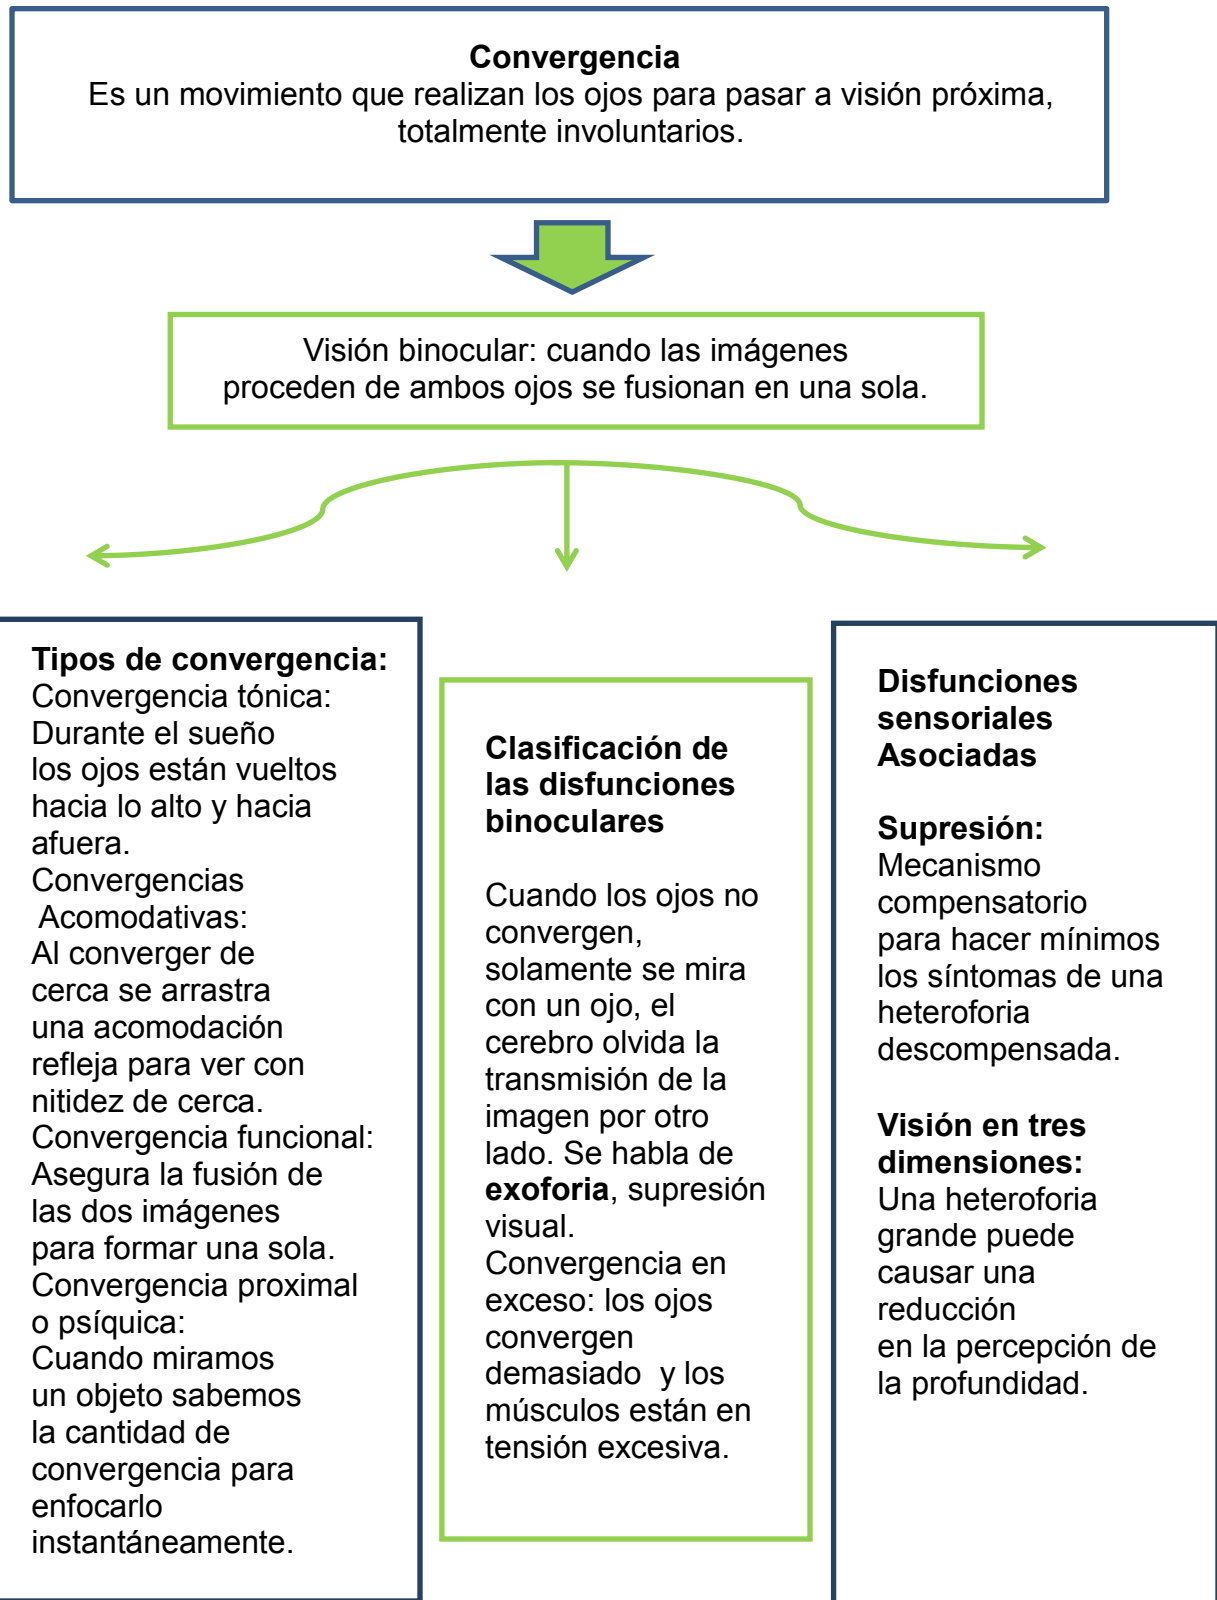 Convergencia
Es un movimiento que realizan los ojos para pasar a visión próxima,
totalmente involuntarios.
Visión binocular: cuando las imágenes
proceden de ambos ojos se fusionan en una sola.
Tipos de convergencia:
Convergencia tónica:
Durante el sueño
los ojos están vueltos
hacia lo alto y hacia
afuera.
Convergencias
Acomodativas:
Al converger de
cerca se arrastra
una acomodación
refleja para ver con
nitidez de cerca.
Convergencia funcional:
Asegura la fusión de
las dos imágenes
para formar una sola.
Convergencia proximal
o psíquica:
Cuando miramos
un objeto sabemos
la cantidad de
convergencia para
enfocarlo
instantáneamente.
Clasificación de
las disfunciones
binoculares
Cuando los ojos no
convergen,
solamente se mira
con un ojo, el
cerebro olvida la
transmisión de la
imagen por otro
lado. Se habla de
exoforia, supresión
visual.
Convergencia en
exceso: los ojos
convergen
demasiado  y los
músculos están en
tensión excesiva.
Disfunciones
sensoriales
Asociadas
Supresión:
Mecanismo
compensatorio
para hacer mínimos
los síntomas de una
heteroforia
descompensada.
Visión en tres
dimensiones:
Una heteroforia
grande puede
causar una
reducción
en la percepción de
la profundidad.